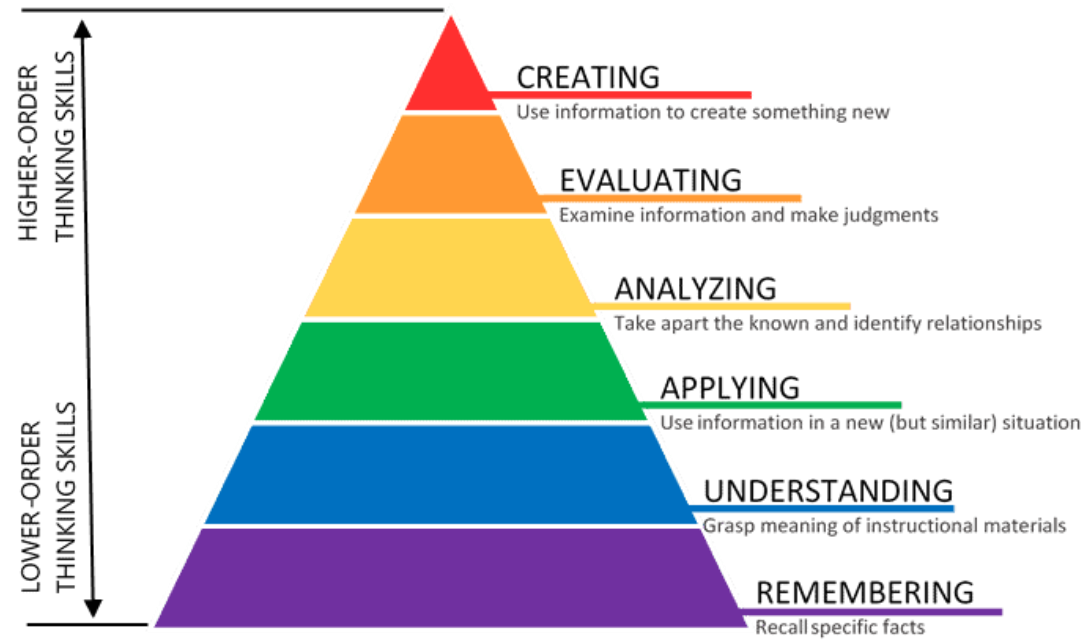 HIGHER-ORDER
THINKING SKILLS
LOWER-ORDER
THINKING SKILLS
CREATING
Use information to create something new
EVALUATING
Examine information and make judgments
ANALYZING
Take apart the known and identify relationships
APPLYING
Use information in a new (but similar) situation
UNDERSTANDING
Grasp meaning of instructional materials
REMEMBERING
Recall specific facts